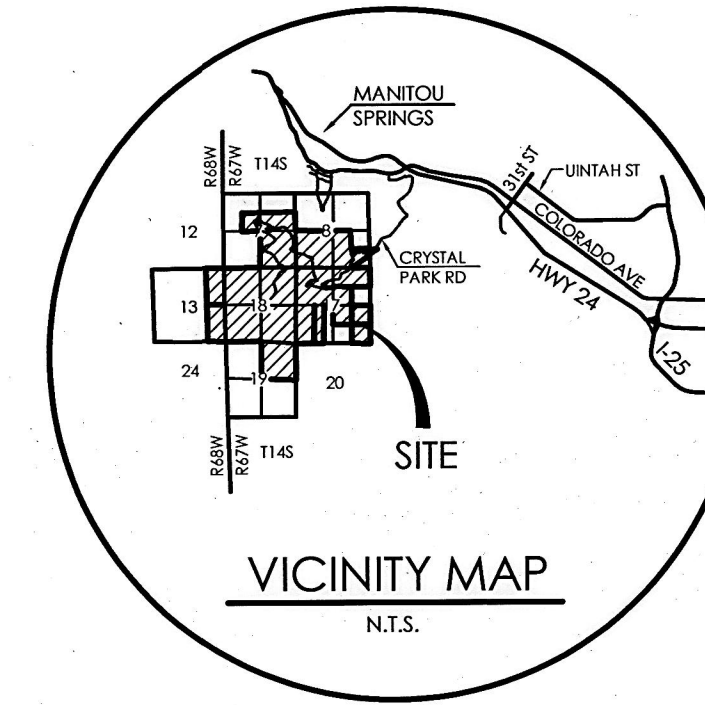 MANITOU
SPRINGS
R68W
R67W
T14S
31st ST
UINTAH ST
COLORADO AVE
HWY 24
I-25
CRYSTAL
PARK RD
12
7
8
13
18
17
24
19
20
R68W
R67W
T14S
SITE
VICINITY MAP
N.T.S.